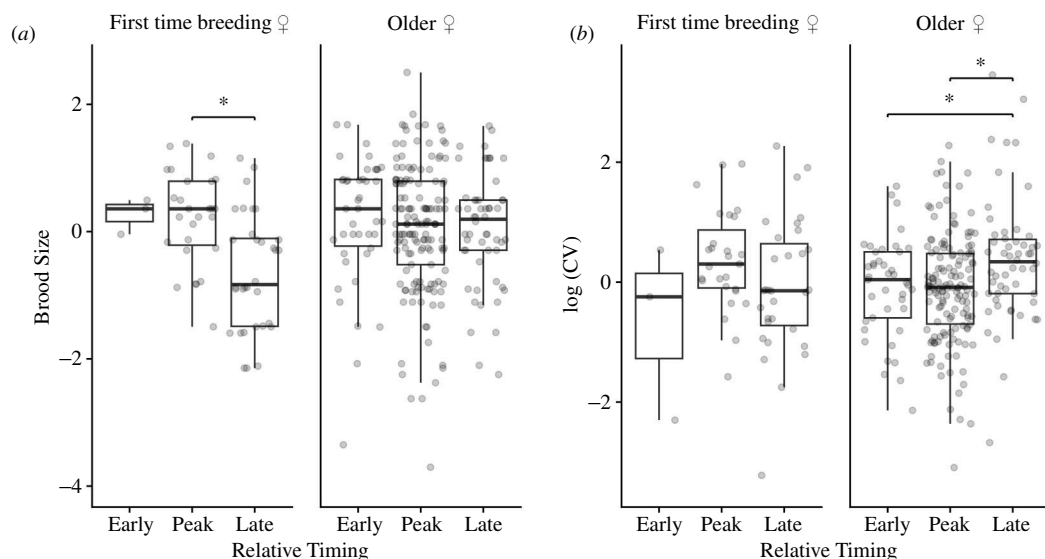 (a)
First time breeding ♀
Older ♀
Brood Size
2
0
−2
−4
*
Early Peak Late
Early Peak Late
Relative Timing
(b)
First time breeding ♀
Older ♀
log (CV)
2
0
−2
*
*
Early Peak Late
Early Peak Late
Relative Timing